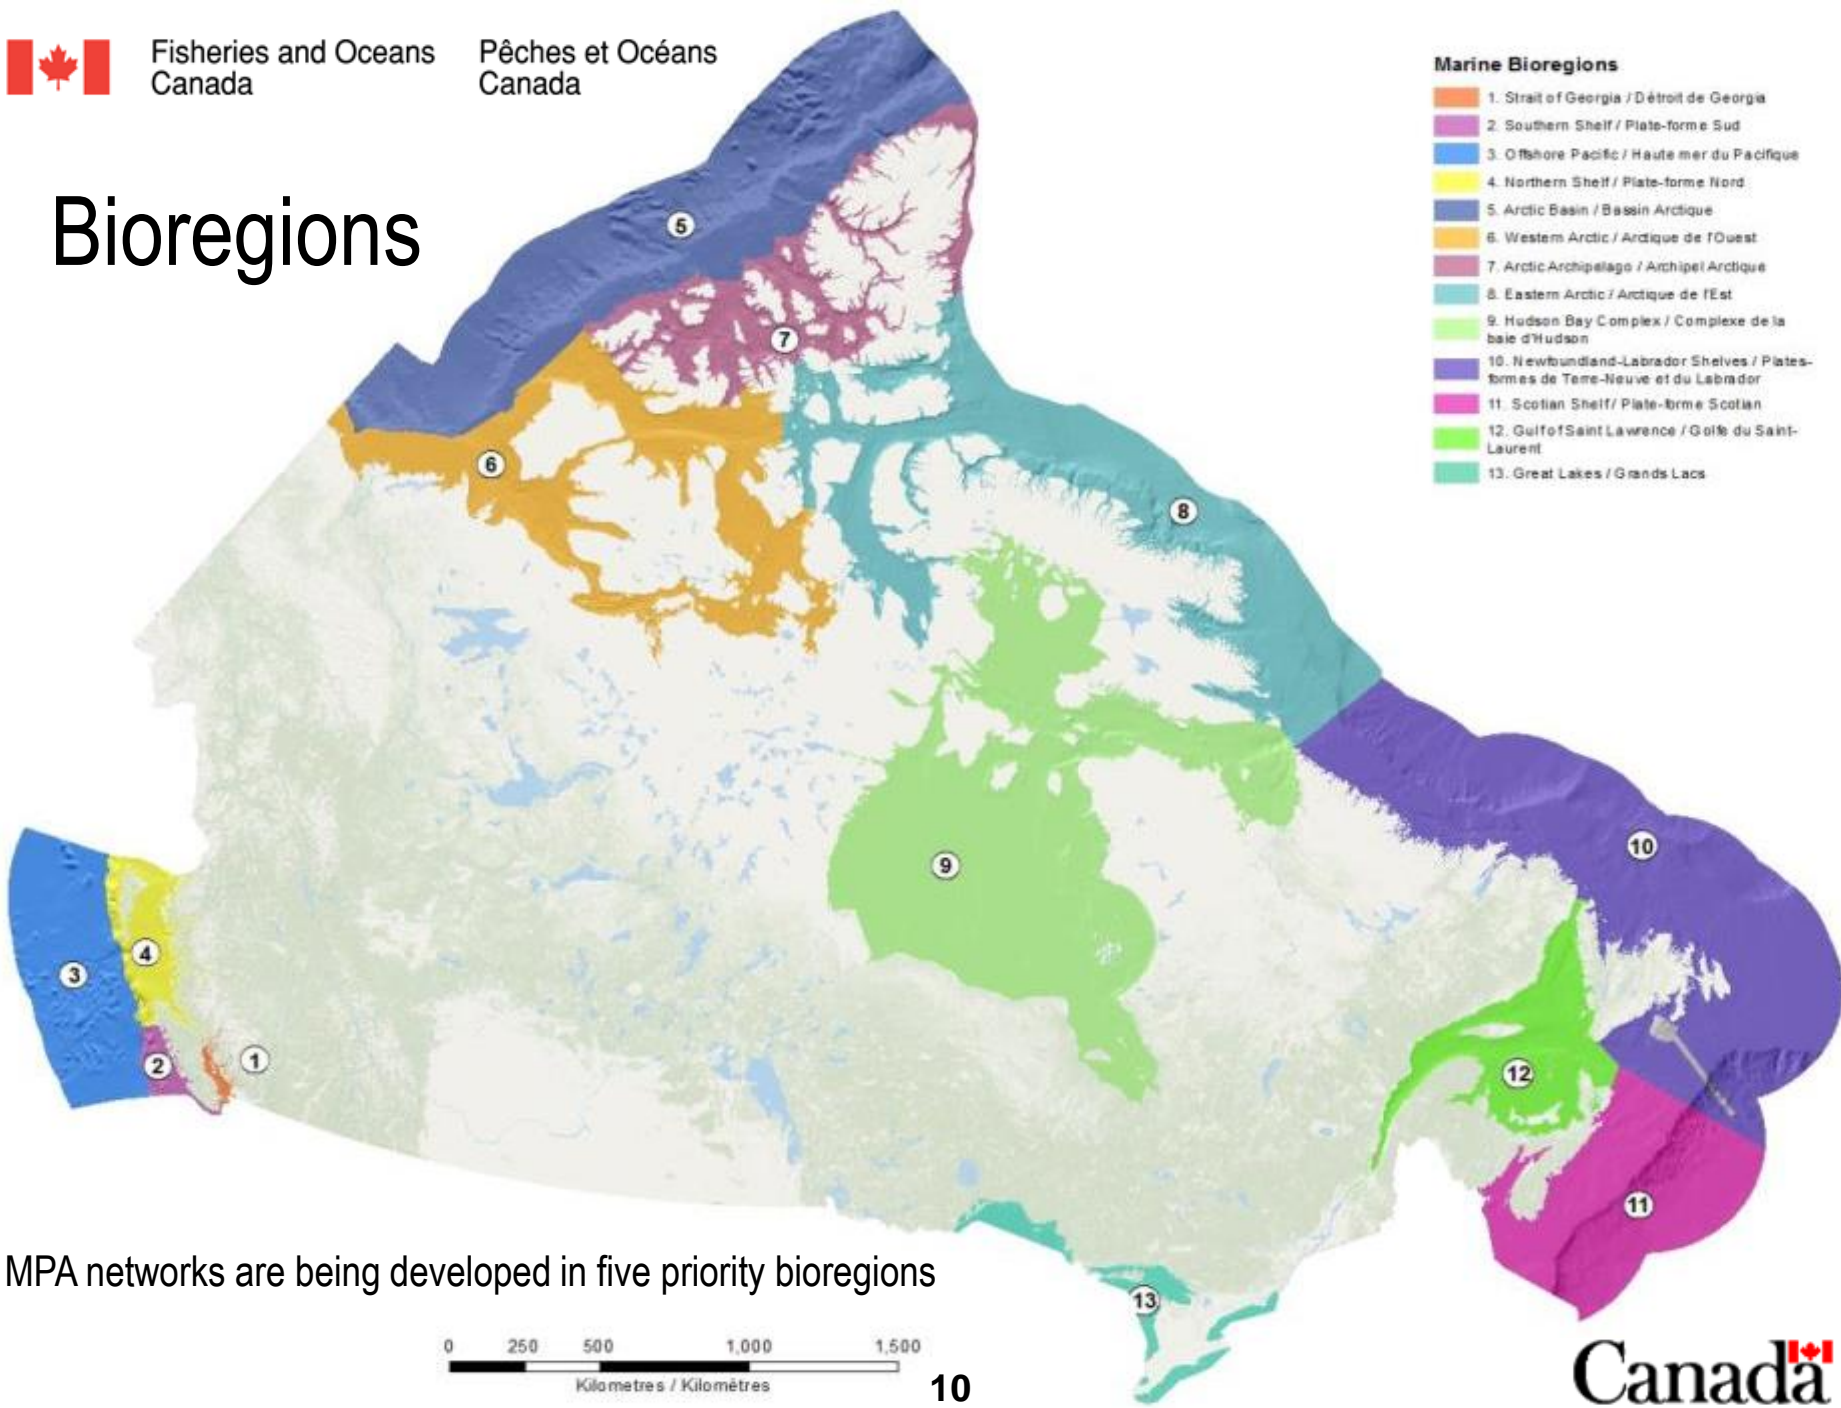 Fisheries and Oceans
Canada
Pêches et Océans
Canada
Bioregions
Marine Bioregions
1. Strait of Georgia / Détroit de Georgia
2. Southern Shelf / Plate-forme Sud
3. Offshore Pacific / Haute mer du Pacifique
4. Northern Shelf / Plate-forme Nord
5. Arctic Basin / Bassin Arctique
6. Western Arctic / Arctique de l'Ouest
7. Arctic Archipelago / Archipel Arctique
8. Eastern Arctic / Arctique de l'Est
9. Hudson Bay Complex / Complexe de la
baie d'Hudson
10. Newfoundland-Labrador Shelves / Plates-
formes de Terre-Neuve et du Labrador
11. Scotian Shelf / Plate-forme Scotian
12. Gulf of Saint Lawrence / Golfe du Saint-
Laurent
13. Great Lakes / Grands Lacs
5
7
6
8
10
9
4
3
2
1
12
11
13
MPA networks are being developed in five priority bioregions
0 250 500 1,000 1,500
Kilometres / Kilomètres
10
Canada